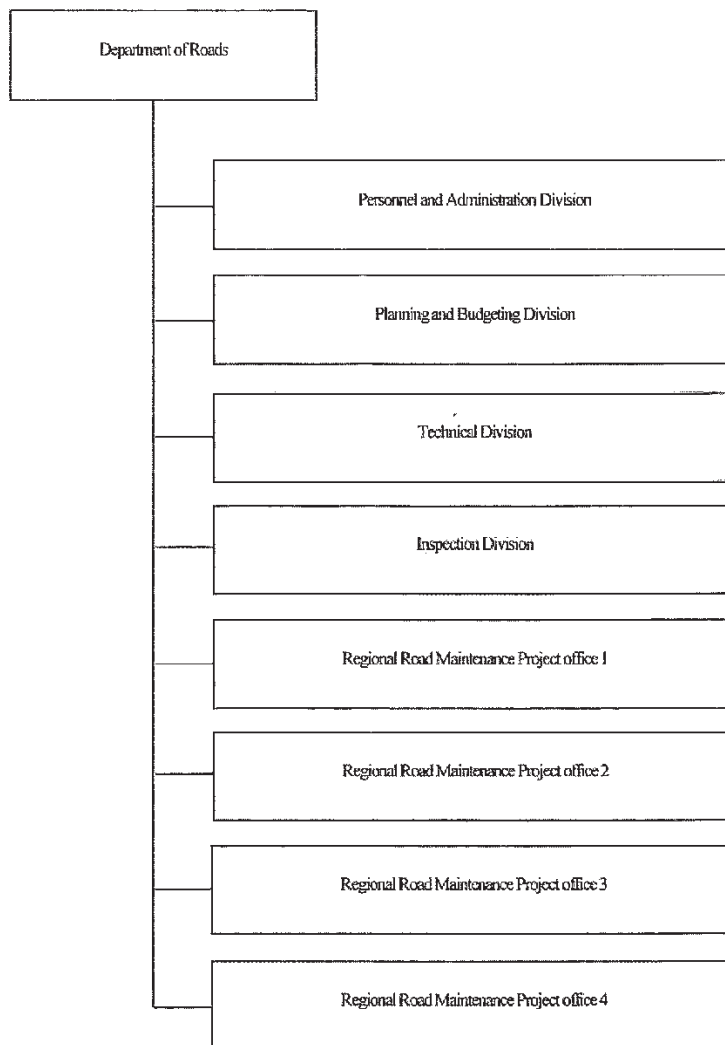 Department of Roads
Personnel and Administration Division
Planning and Budgeting Division
Technical Division
Inspection Division
Regional Road Maintenance Project office 1
Regional Road Maintenance Project office 2
Regional Road Maintenance Project office 3
Regional Road Maintenance Project office 4